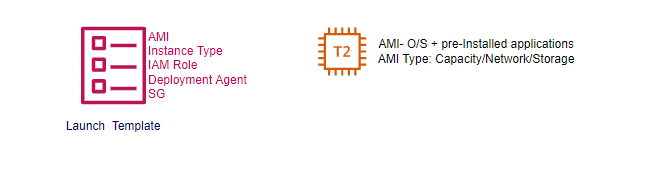 AMI
Instance Type
IAM Role
Deployment Agent
SG
Launch  Template
T2
AMI- O/S + pre-Installed applications
AMI Type: Capacity/Network/Storage